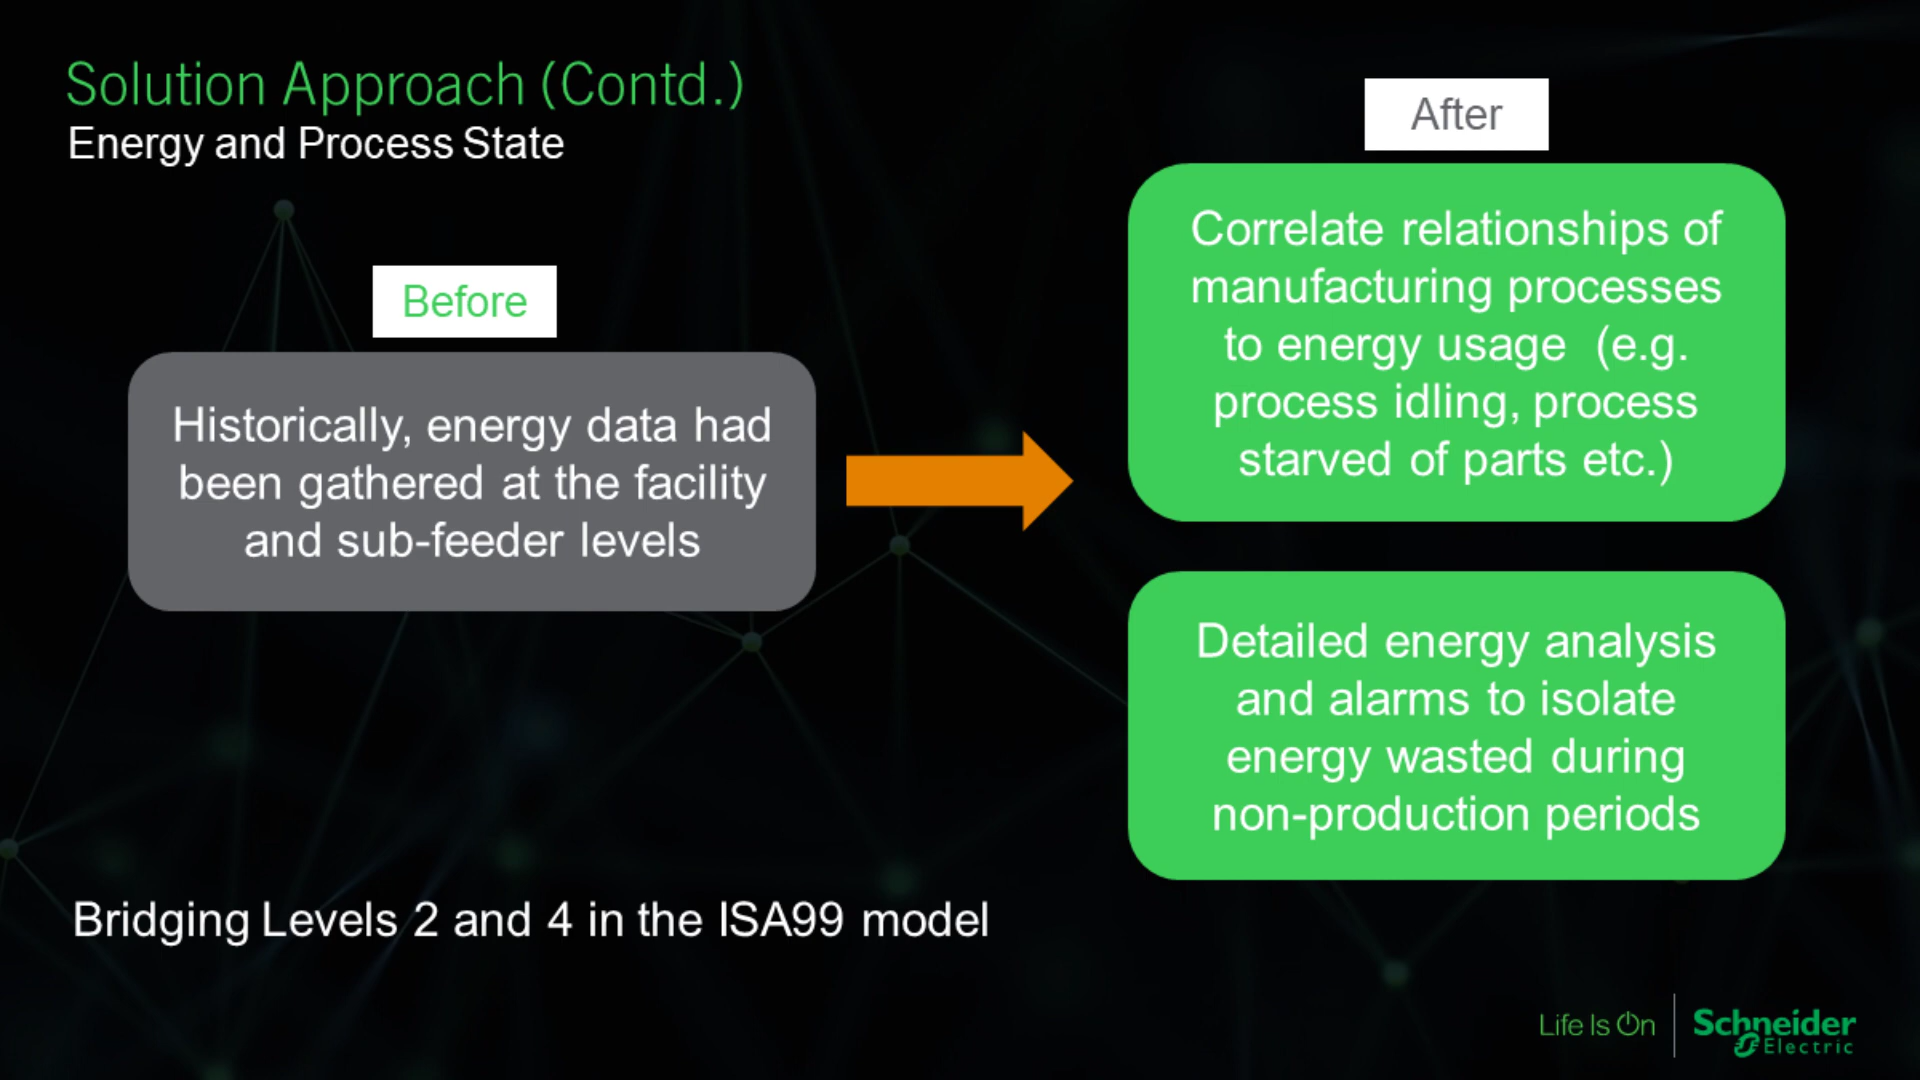 Solution Approach (Contd.)
Energy and Process State
Before
Historically, energy data had
been gathered at the facility
and sub-feeder levels
After
Correlate relationships of
manufacturing processes
to energy usage  (e.g.
process idling, process
starved of parts etc.)
Detailed energy analysis
and alarms to isolate
energy wasted during
non-production periods
Bridging Levels 2 and 4 in the ISA99 model
Life Is On
Schneider
Electric